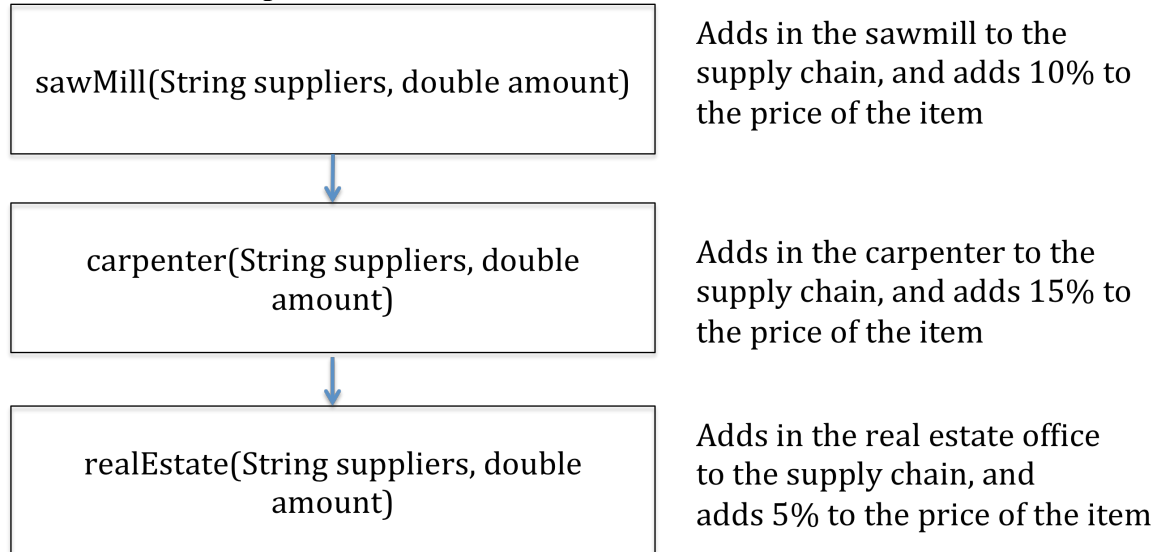 sawMill(String suppliers, double amount)
Adds in the sawmill to the
supply chain, and adds 10% to
the price of the item
carpenter(String suppliers, double
amount)
Adds in the carpenter to the
supply chain, and adds 15% to
the price of the item
realEstate(String suppliers, double
amount)
Adds in the real estate office
to the supply chain, and
adds 5% to the price of the item